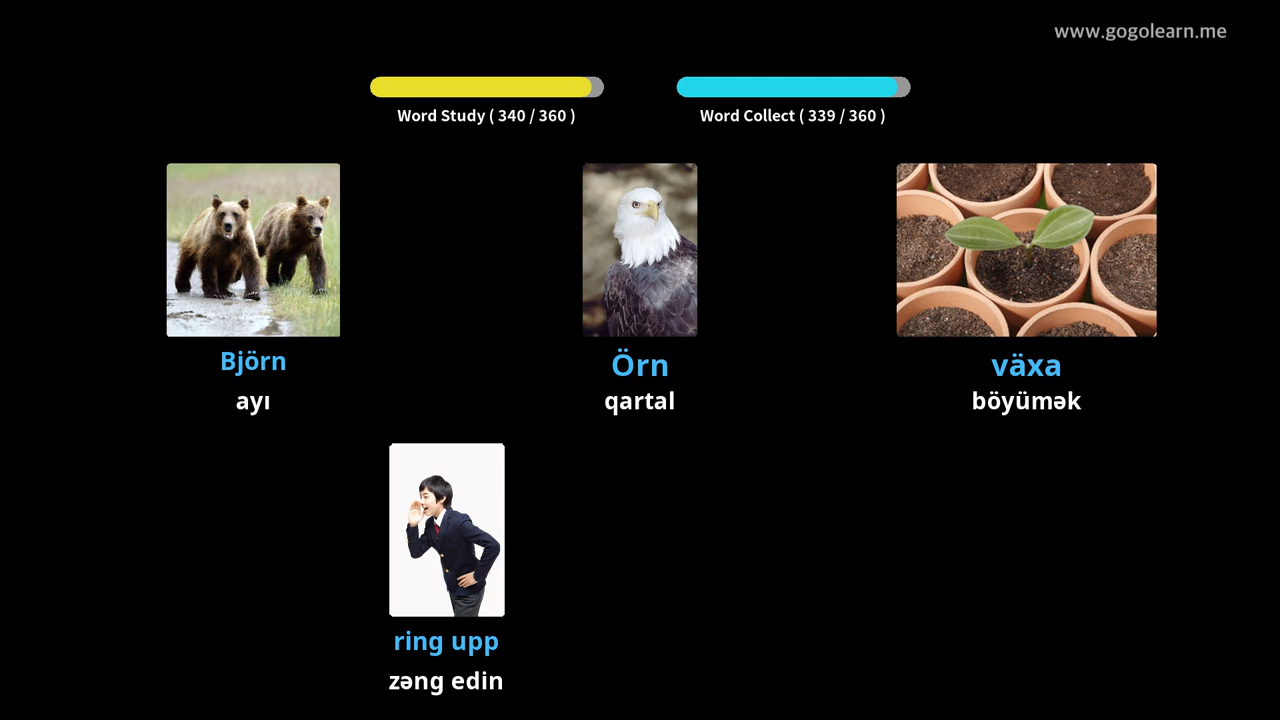 www.gogolearn.me
Word Study ( 340 / 360 )
Word Collect ( 339 / 360 )
Björn
ayı
Örn
qartal
växa
böyümək
ring upp
zəng edin